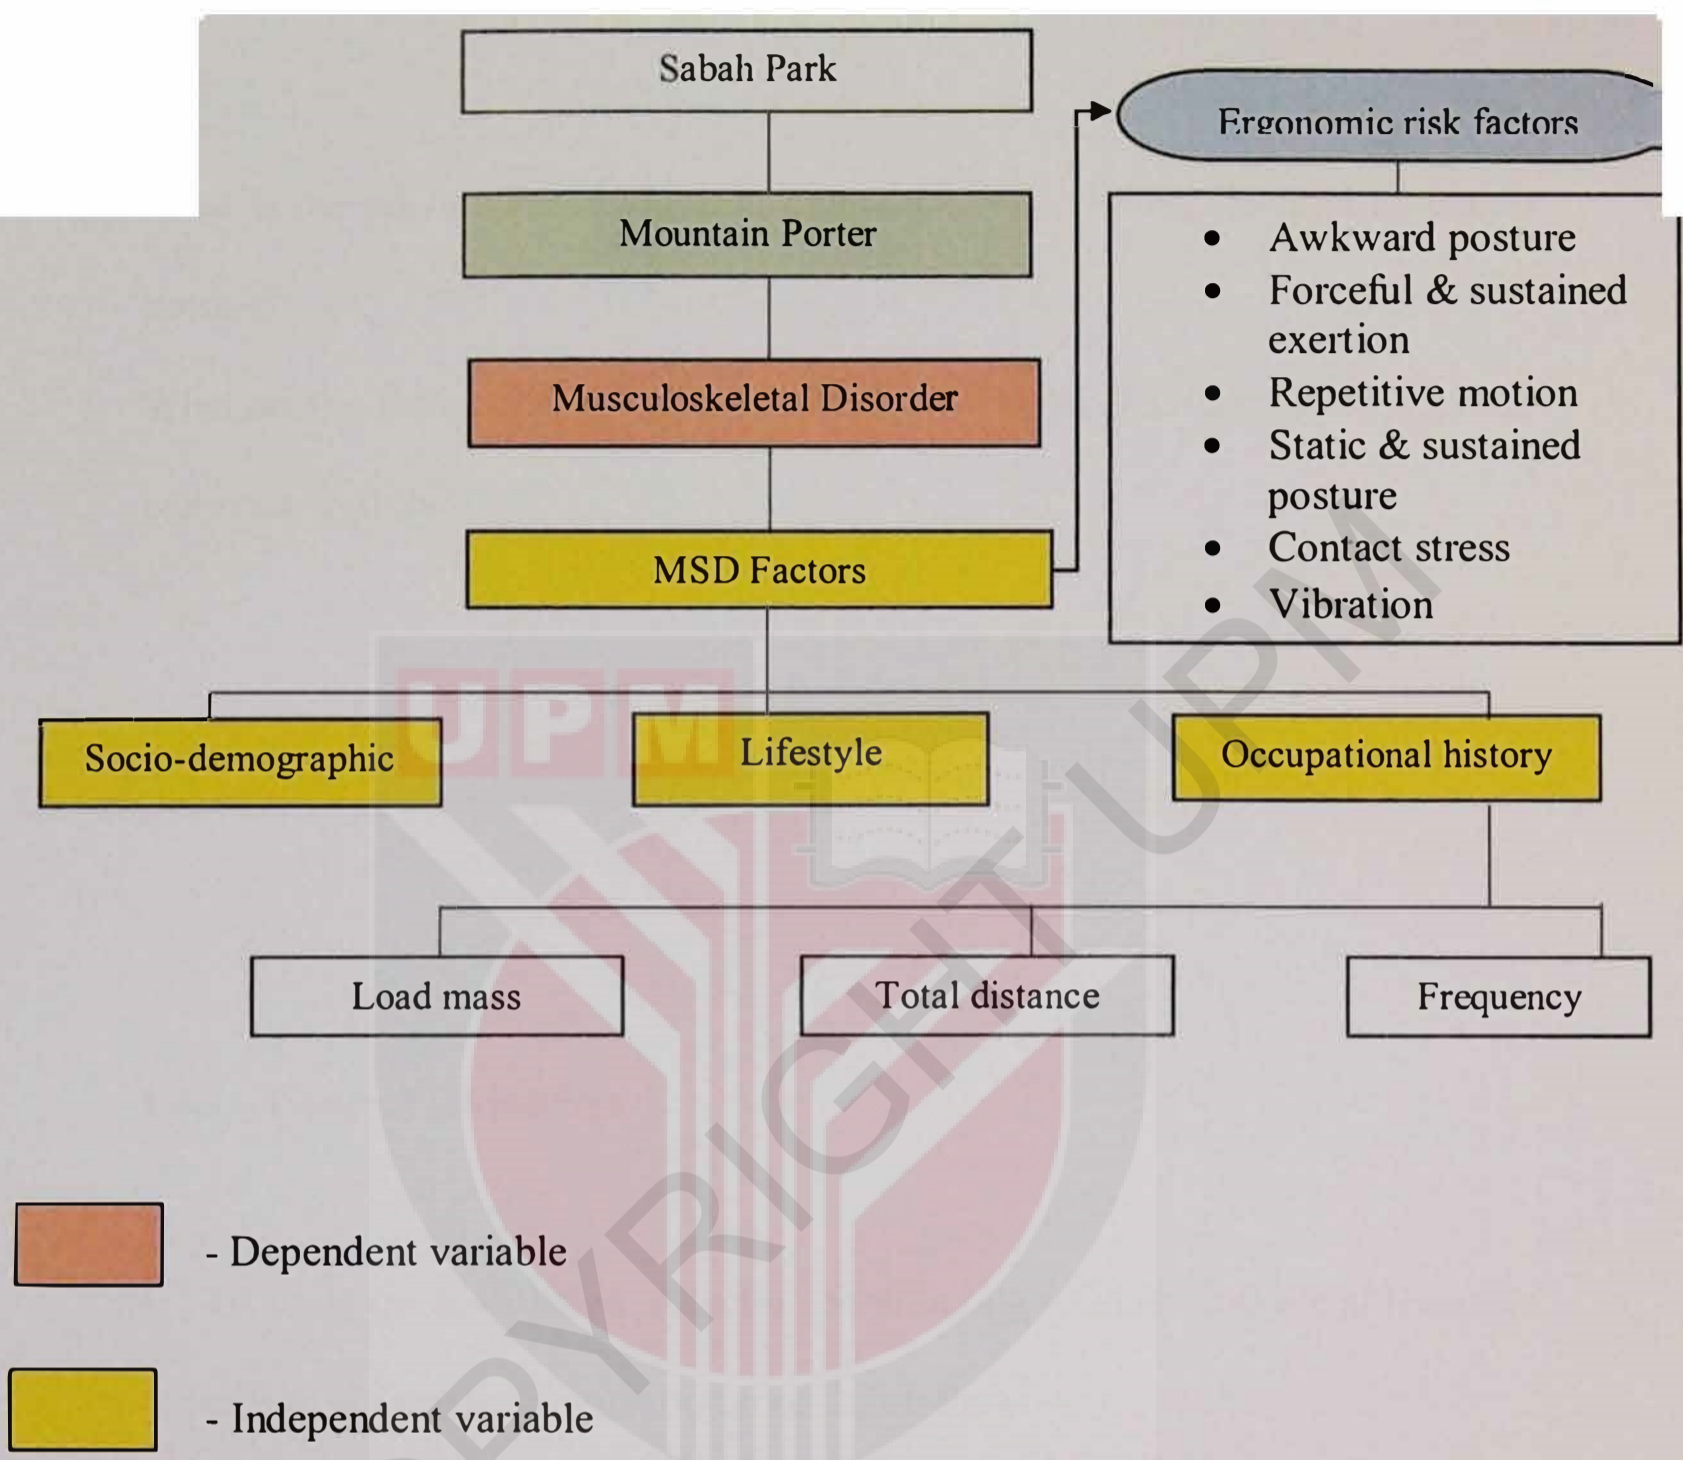 Sabah Park
Ergonomic risk factors
Mountain Porter
• Awkward posture
• Forceful & sustained
exertion
• Repetitive motion
• Static & sustained
posture
• Contact stress
• Vibration
Musculoskeletal Disorder
MSD Factors
UPM
Socio-demographic
Lifestyle
Occupational history
Load mass
Total distance
Frequency
- Dependent variable
- Independent variable
PYRIGHT UPM